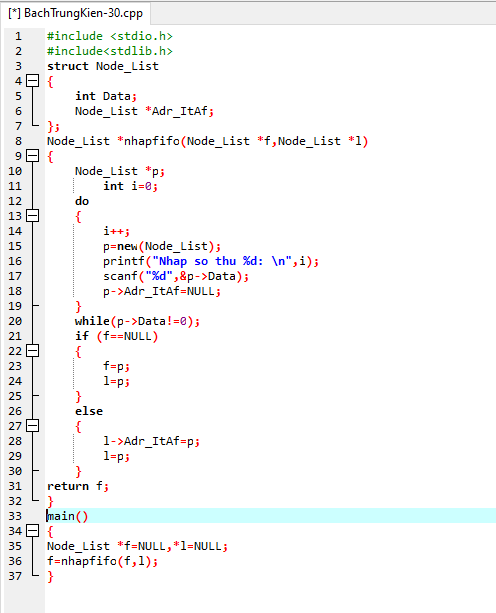 [*] BachTrungKien-30.cpp
1 #include <stdio.h>
2 #include<stdlib.h>
3 struct Node_List
4 {
5 int Data;
6 Node_List *Adr_ItAf;
7 };
8 Node_List *nhapfifo(Node_List *f,Node_List *l)
9 {
10 Node_List *p;
11 int i=0;
12 do
13 {
14 i++;
15 p=new(Node_List);
16 printf("Nhap so thu %d: \n",i);
17 scanf("%d",&p->Data);
18 p->Adr_ItAf=NULL;
19 }
20 while(p->Data!=0);
21 if (f==NULL)
22 {
23 f=p;
24 l=p;
25 }
26 else
27 {
28 l->Adr_ItAf=p;
29 l=p;
30 }
31 return f;
32 }
33 main()
34 {
35 Node_List *f=NULL,*l=NULL;
36 f=nhapfifo(f,l);
37 }